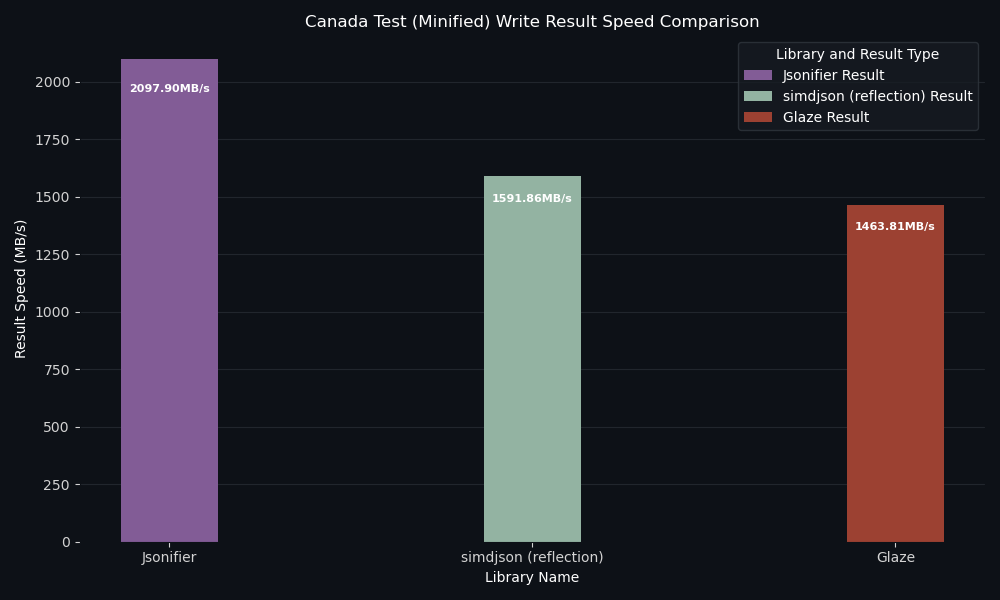 Canada Test (Minified) Write Result Speed Comparison
Library and Result Type
Jsonifier Result
simdjson (reflection) Result
Glaze Result
Result Speed (MB/s)
2000
1750
1500
1250
1000
750
500
250
0
2097.90MB/s
1591.86MB/s
1463.81MB/s
Jsonifier
simdjson (reflection)
Glaze
Library Name